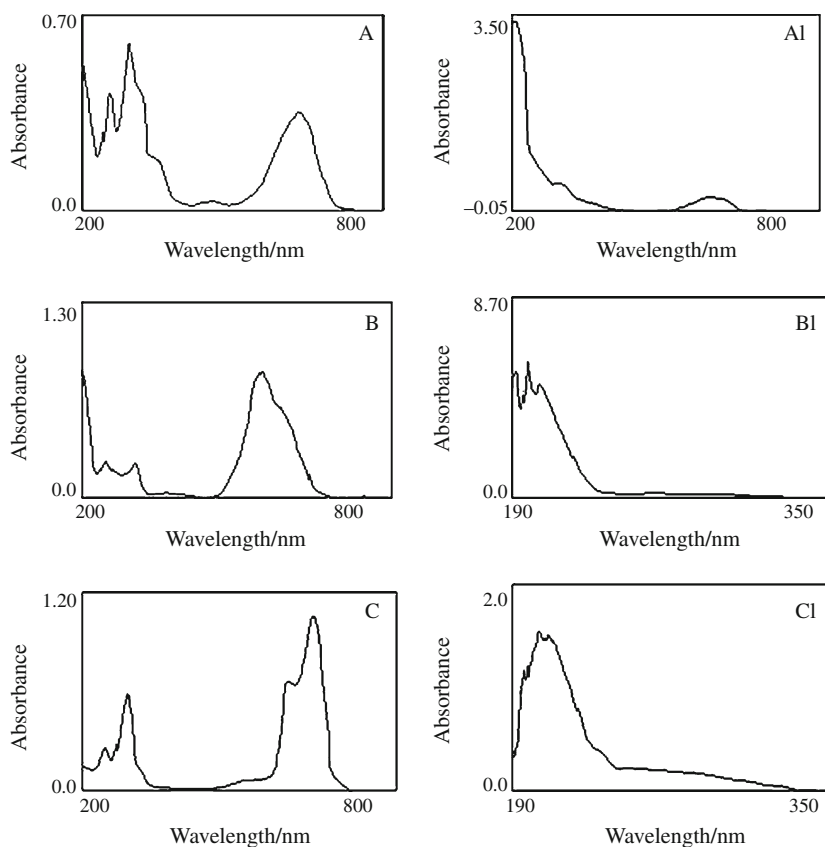 0.70
A
Absorbance
0.0
200
800
Wavelength/nm
3.50
Al
Absorbance
−0.05
200
800
Wavelength/nm
1.30
B
Absorbance
0.0
200
800
Wavelength/nm
8.70
Bl
Absorbance
0.0
190
350
Wavelength/nm
1.20
C
Absorbance
0.0
200
800
Wavelength/nm
2.0
Cl
Absorbance
0.0
190
350
Wavelength/nm